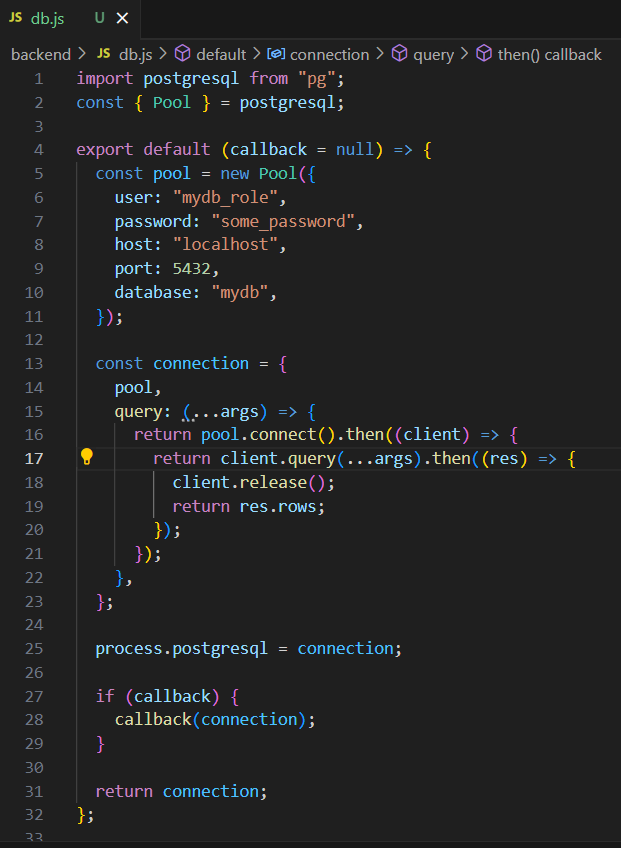 JS db.js U ×
backend > JS db.js > default > connection > query > then() callback
1 import postgresql from "pg";
2 const { Pool } = postgresql;
3
4 export default (callback = null) => {
5   const pool = new Pool({
6     user: "mydb_role",
7     password: "some_password",
8     host: "localhost",
9     port: 5432,
10     database: "mydb",
11   });
12
13   const connection = {
14     pool,
15     query: (...args) => {
16       return pool.connect().then((client) => {
17         return client.query(...args).then((res) => {
18           client.release();
19           return res.rows;
20         });
21       });
22     },
23   };
24
25   process.postgresql = connection;
26
27   if (callback) {
28     callback(connection);
29   }
30
31   return connection;
32 };
33